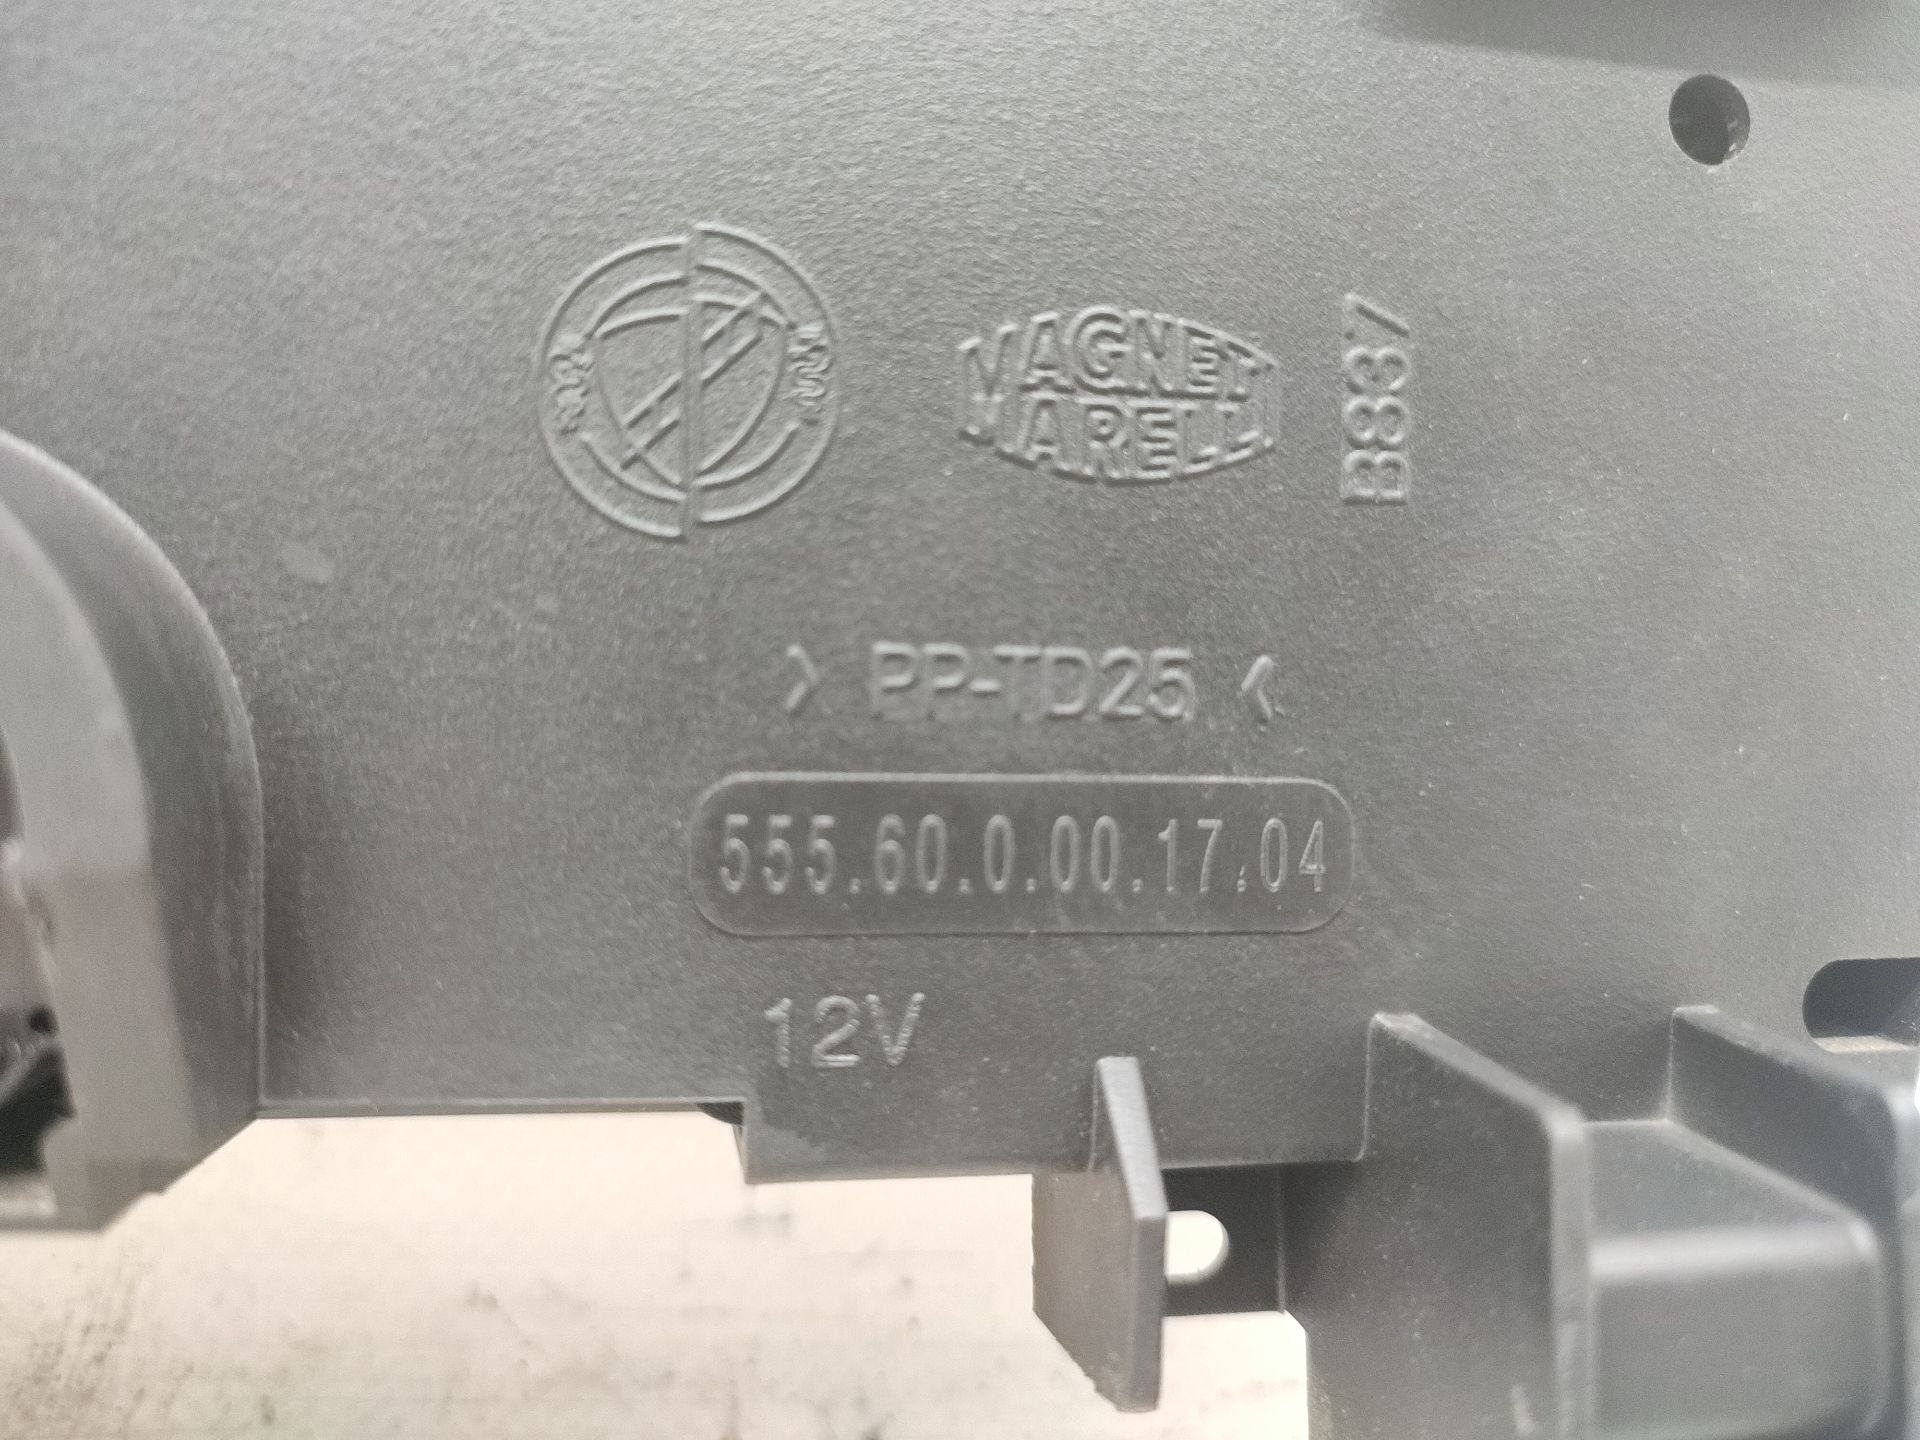 MAGNETI
MARELLI
B837
> PP-TD25 <
555.60.0.00.17.04
12V